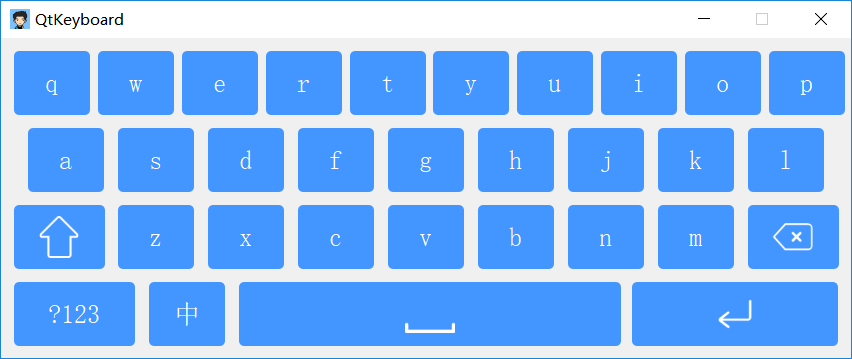 QtKeyboard
q w e r t y u i o p
a s d f g h j k l
z x c v b n m
?123 中